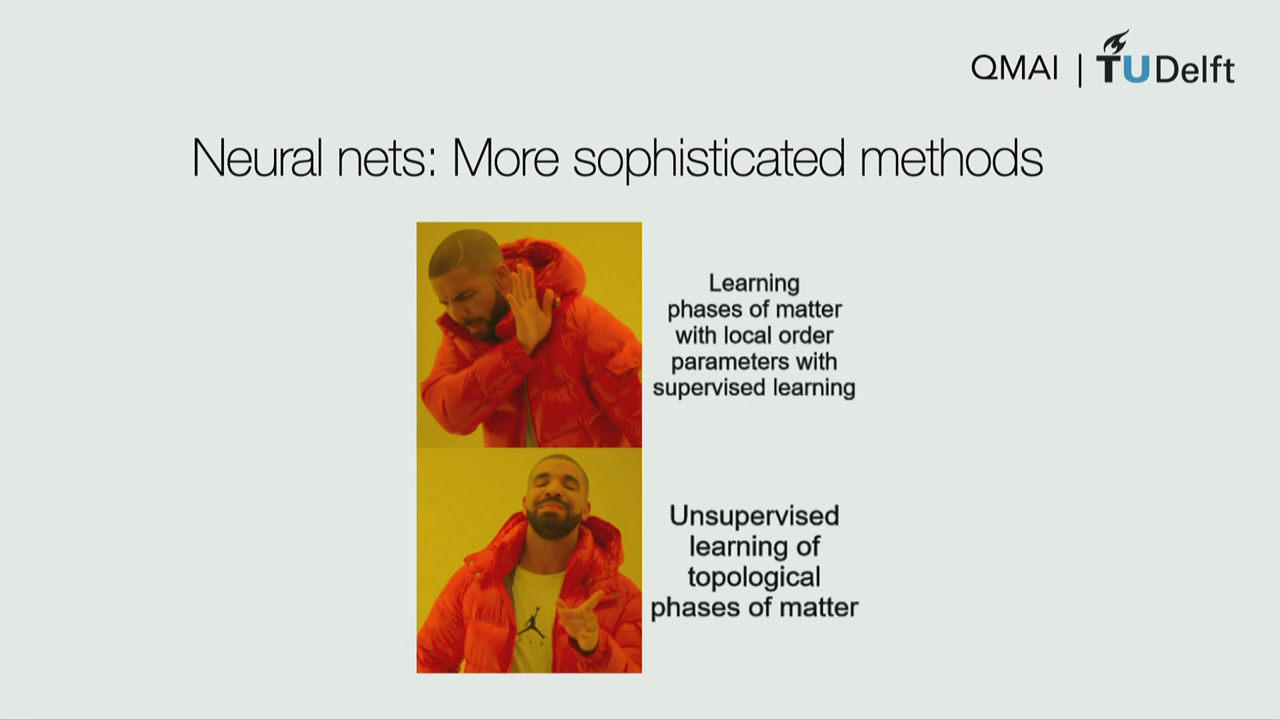 QMAI | TUDelft
Neural nets: More sophisticated methods
Learning
phases of matter
with local order
parameters with
supervised learning
Unsupervised
learning of
topological
phases of matter